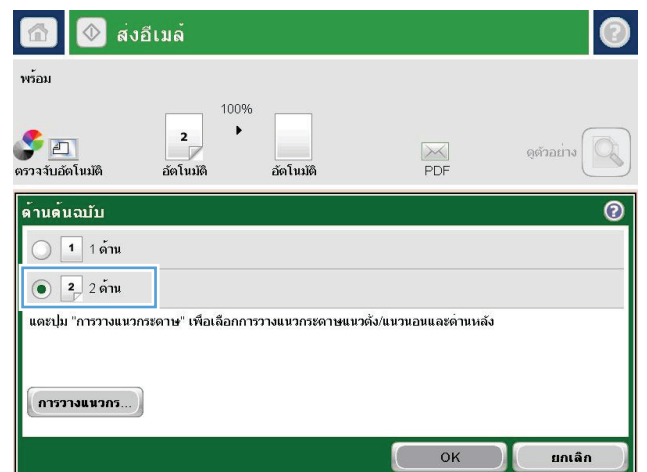 ส่งอีเมล์
พร้อม
100%
2
ตรวจจับอัตโนมัติ
อัตโนมัติ
อัตโนมัติ
PDF
ดูตัวอย่าง
ด้านต้นฉบับ
1 1 ด้าน
2 2 ด้าน
แตะปุ่ม "การวางแนวกระดาษ" เพื่อเลือกการวางแนวกระดาษแนวตั้ง/แนวนอนและด้านหลัง
การวางแนวกร...
OK
ยกเลิก